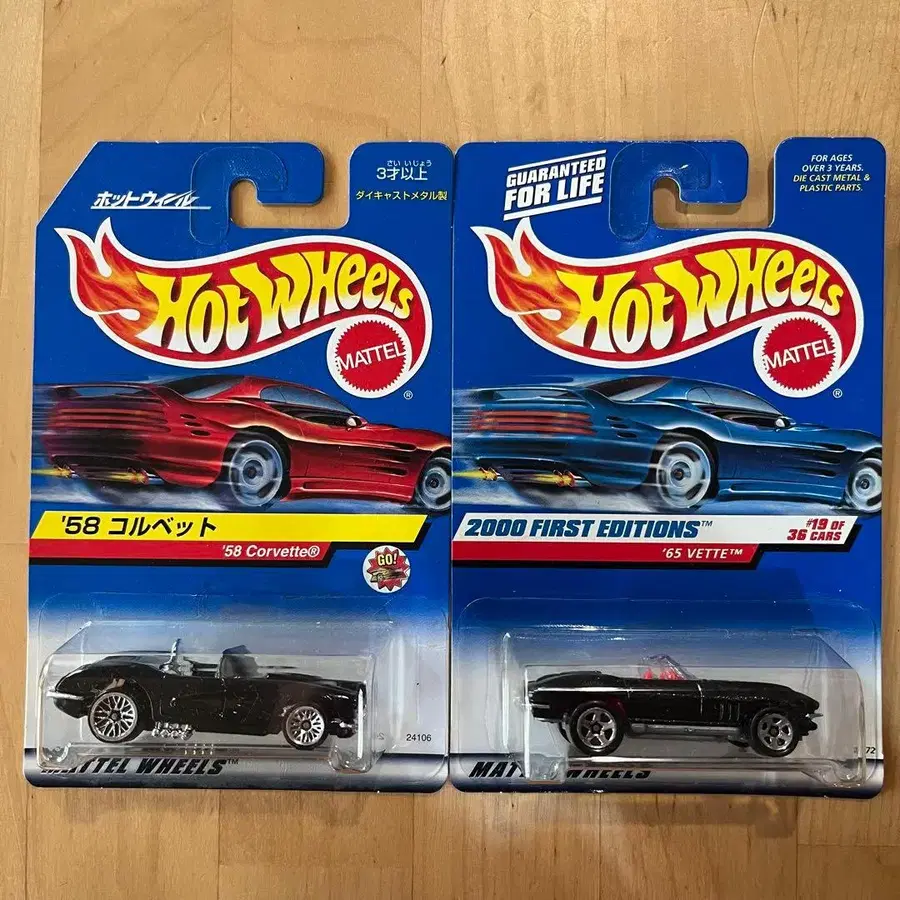 ホットウィール
さい いじょう
3才以上
ダイキャストメタル製
HOT WHEELS
MATTEL
®
'58 コルベット
'58 Corvette®
GO!
24106
MATTEL WHEELS™
GUARANTEED
FOR LIFE
FOR AGES
OVER 3 YEARS.
DIE CAST METAL &
PLASTIC PARTS.
HOT WHEELS
MATTEL
®
2000 FIRST EDITIONS™
#19 OF
36 CARS
'65 VETTE™
WHEELS